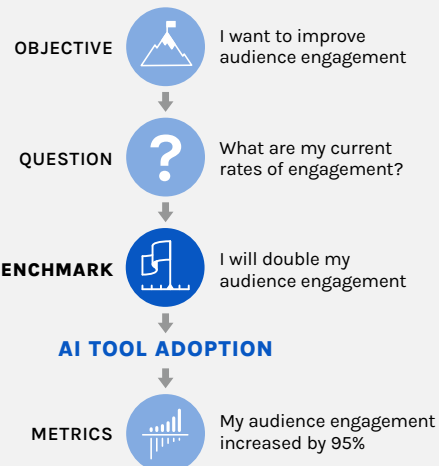 OBJECTIVE
I want to improve
audience engagement
QUESTION
?
What are my current
rates of engagement?
ENCHMARK
I will double my
audience engagement
AI TOOL ADOPTION
METRICS
My audience engagement
increased by 95%